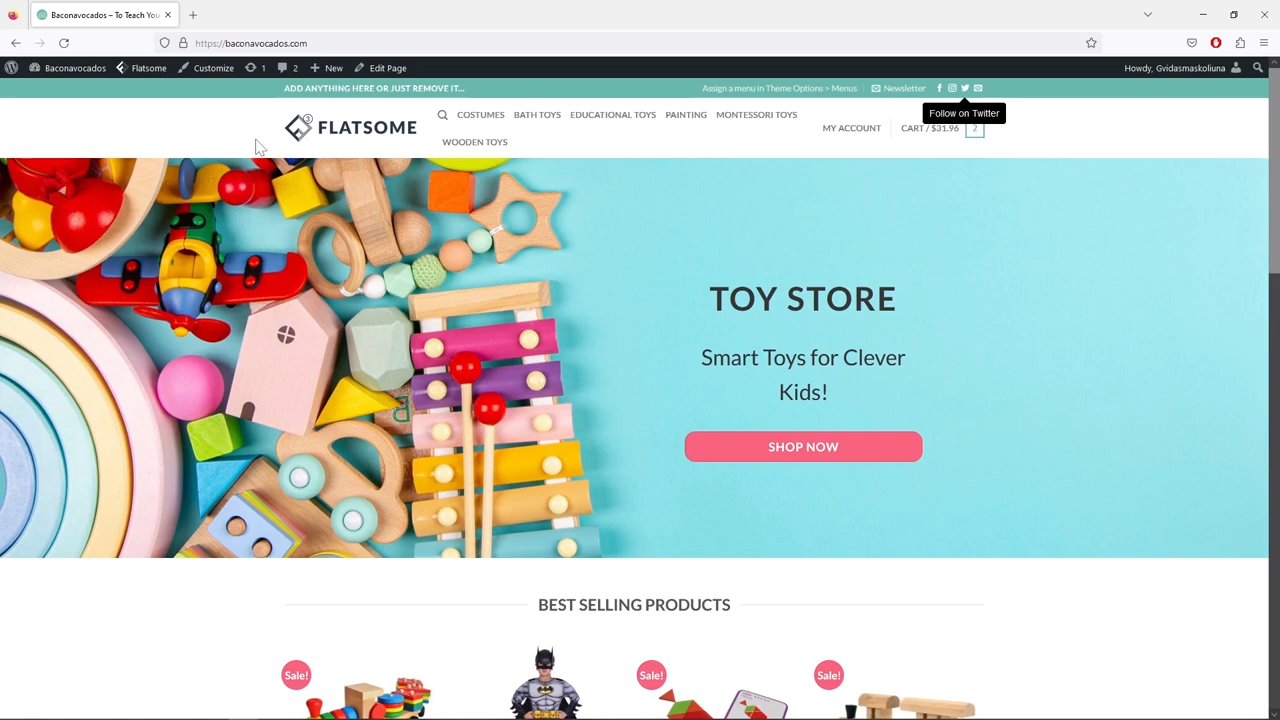 Baconavocados – To Teach You
https://baconavocados.com
Baconavocados Flatsome Customize 1 2 New Edit Page Howdy, Gvidasmaskoliuna
ADD ANYTHING HERE OR JUST REMOVE IT... Assign a menu in Theme Options > Menus Newsletter
Follow on Twitter
3 FLATSOME COSTUMES BATH TOYS EDUCATIONAL TOYS PAINTING MONTESSORI TOYS
MY ACCOUNT CART / $31.96 2
WOODEN TOYS
TOY STORE
Smart Toys for Clever
Kids!
SHOP NOW
BEST SELLING PRODUCTS
Sale! Sale! Sale!